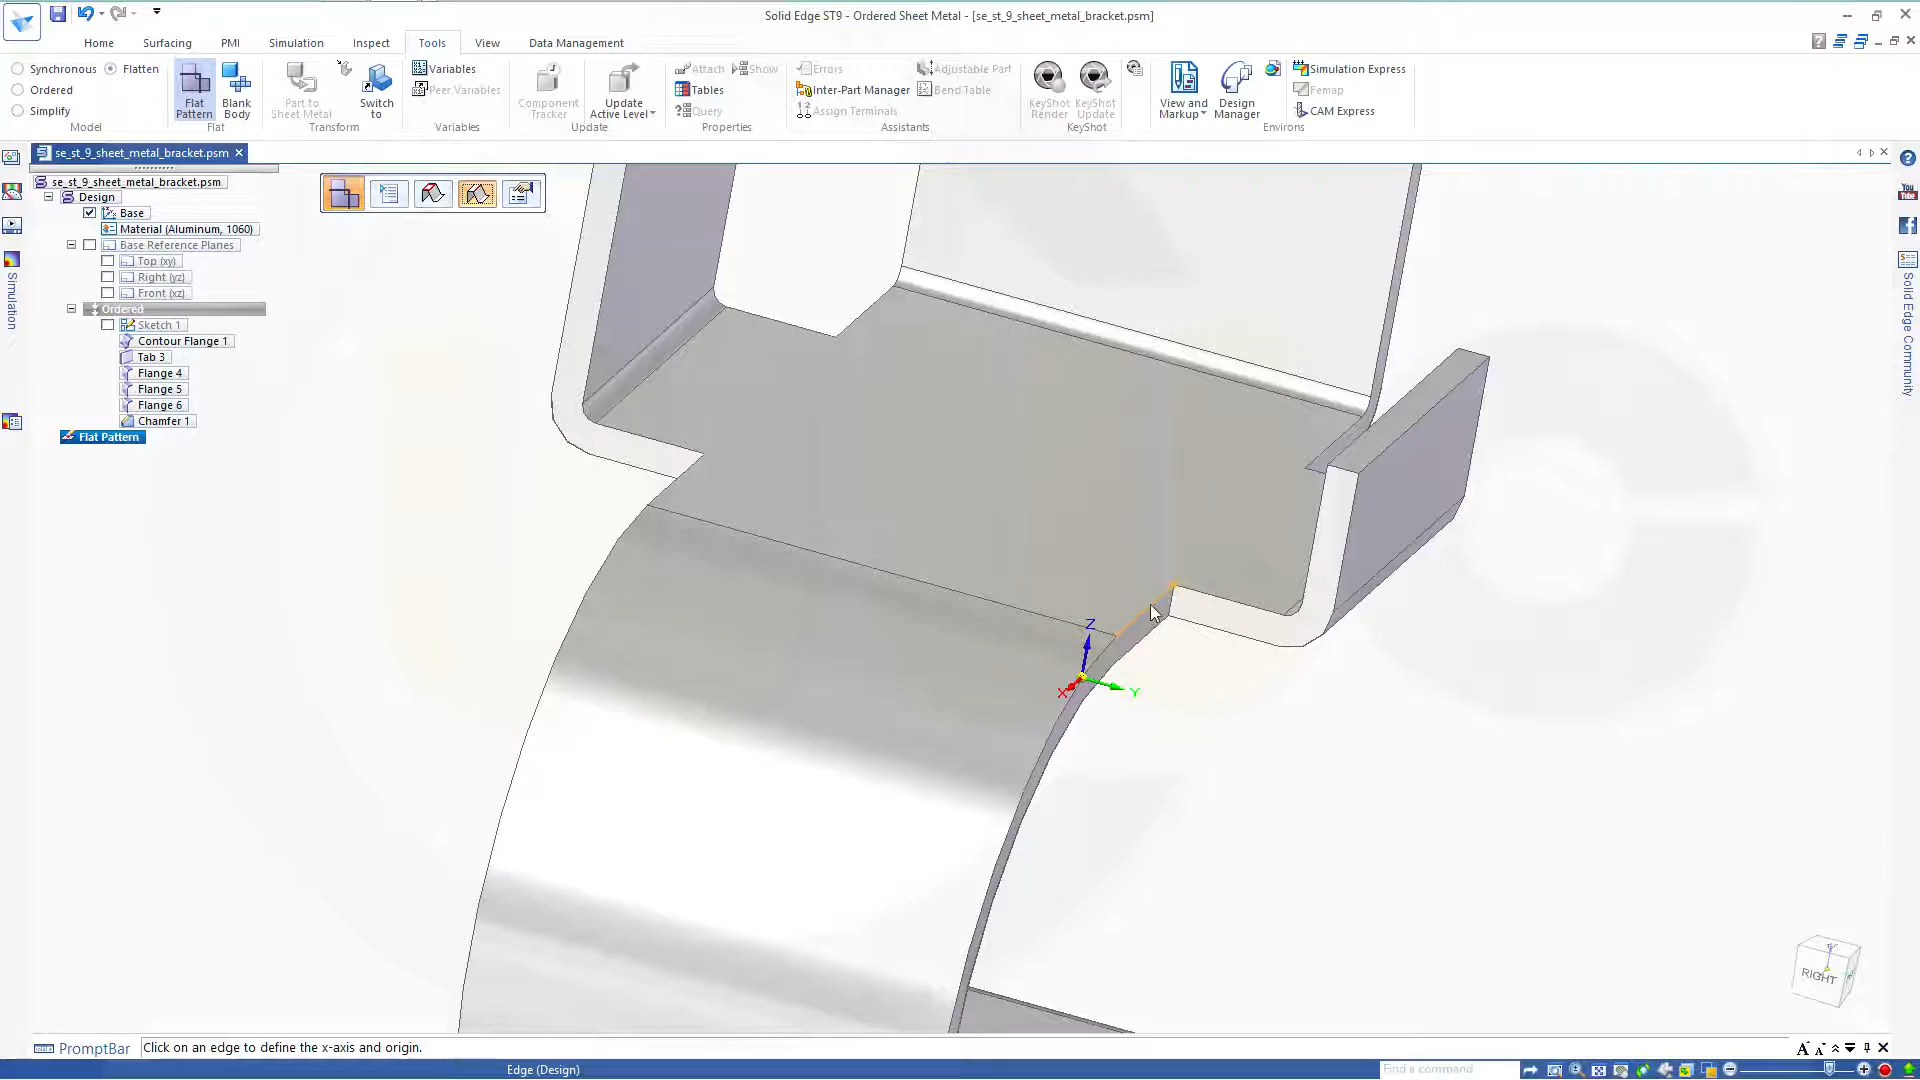 Solid Edge ST9 - Ordered Sheet Metal - [se_st_9_sheet_metal_bracket.psm]
Home Surfacing PMI Simulation Inspect Tools View Data Management
Synchronous Flatten
Ordered
Simplify
Model
Flat Pattern
Blank Body
Flat
Part to Sheet Metal
Switch to
Transform
Variables
Peer Variables
Variables
Component Tracker
Update Active Level
Update
Attach Show
Tables
Query
Properties
Errors Adjustable Part
Inter-Part Manager Bend Table
Assign Terminals
Assistants
KeyShot Render
KeyShot Update
KeyShot
View and Markup
Design Manager
Simulation Express
Femap
CAM Express
Environs
se_st_9_sheet_metal_bracket.psm
se_st_9_sheet_metal_bracket.psm
Design
Base
Material (Aluminum, 1060)
Base Reference Planes
Top (xy)
Right (yz)
Front (xz)
Ordered
Sketch 1
Contour Flange 1
Tab 3
Flange 4
Flange 5
Flange 6
Chamfer 1
Flat Pattern
Simulation
You Tube
Solid Edge Community
Z
X
Y
RIGHT
PromptBar Click on an edge to define the x-axis and origin.
Edge (Design)
Find a command